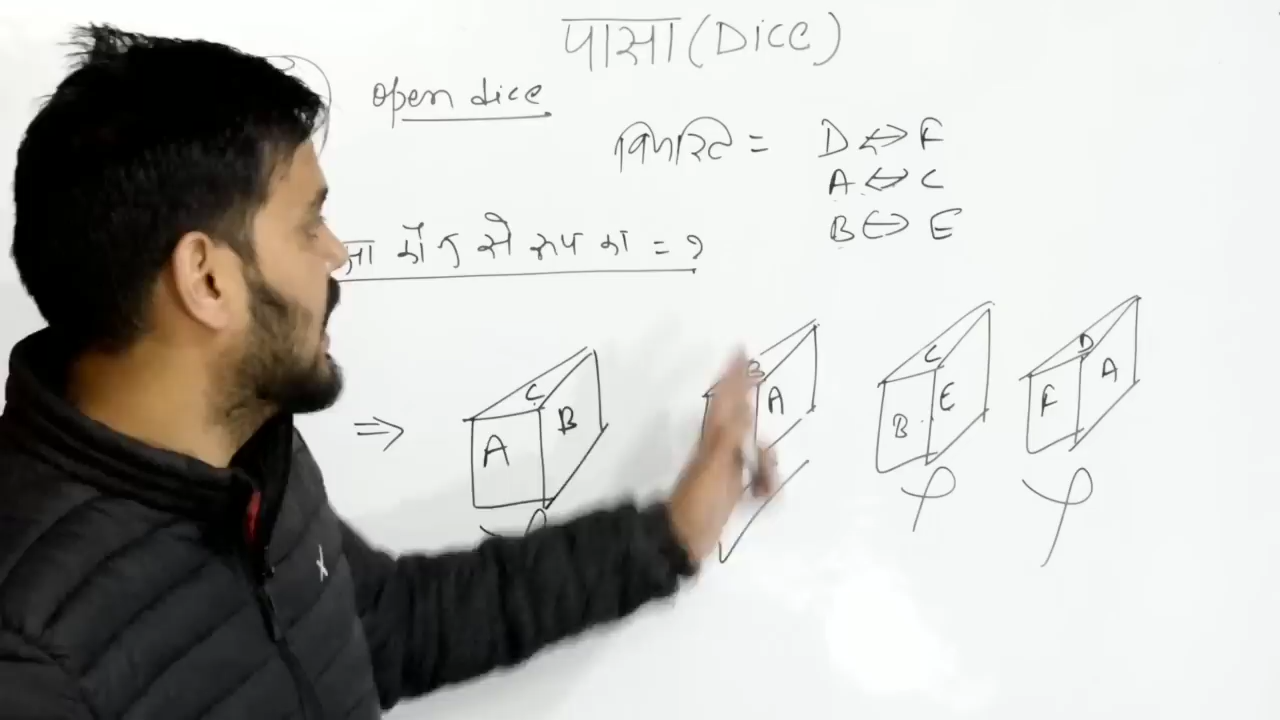 पासा (Dice)
open dice
विपरित = D ⇔ F
A ⇔ C
B ⇔ E
में से = ?
⇒
C
A B
B
A
C
B E
D
F A